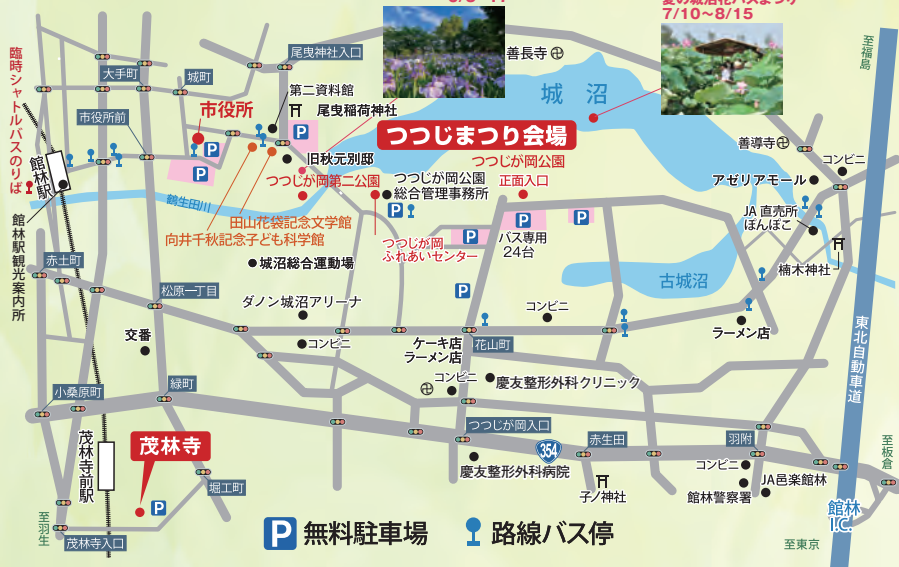 夏の城沼花バスまつり
7/10〜8/15
臨時シャトルバスのりば
大手町
城町
尾曳神社入口
善長寺
至福島
第二資料館
尾曳稲荷神社
城沼
市役所
市役所前
つつじまつり会場
善導寺
コンビニ
館林駅
旧秋元別邸
つつじが岡公園
つつじが岡第二公園
つつじが岡公園
総合管理事務所
正面入口
アゼリアモール
鶴生田川
田山花袋記念文学館
向井千秋記念子ども科学館
JA直売所
ぽんぽこ
館林駅観光案内所
つつじが岡
ふれあいセンター
バス専用
24台
楠木神社
赤土町
城沼総合運動場
古城沼
松原一丁目
ダノン城沼アリーナ
コンビニ
交番
コンビニ
ケーキ店
ラーメン店
花山町
ラーメン店
東北自動車道
小桑原町
緑町
コンビニ
慶友整形外科クリニック
茂林寺前駅
茂林寺
つつじが岡入口
354
赤生田
羽附
至板倉
慶友整形外科病院
コンビニ
JA邑楽館林
堀工町
子ノ神社
館林警察署
館林
I.C.
至羽生
茂林寺入口
P 無料駐車場
路線バス停
至東京